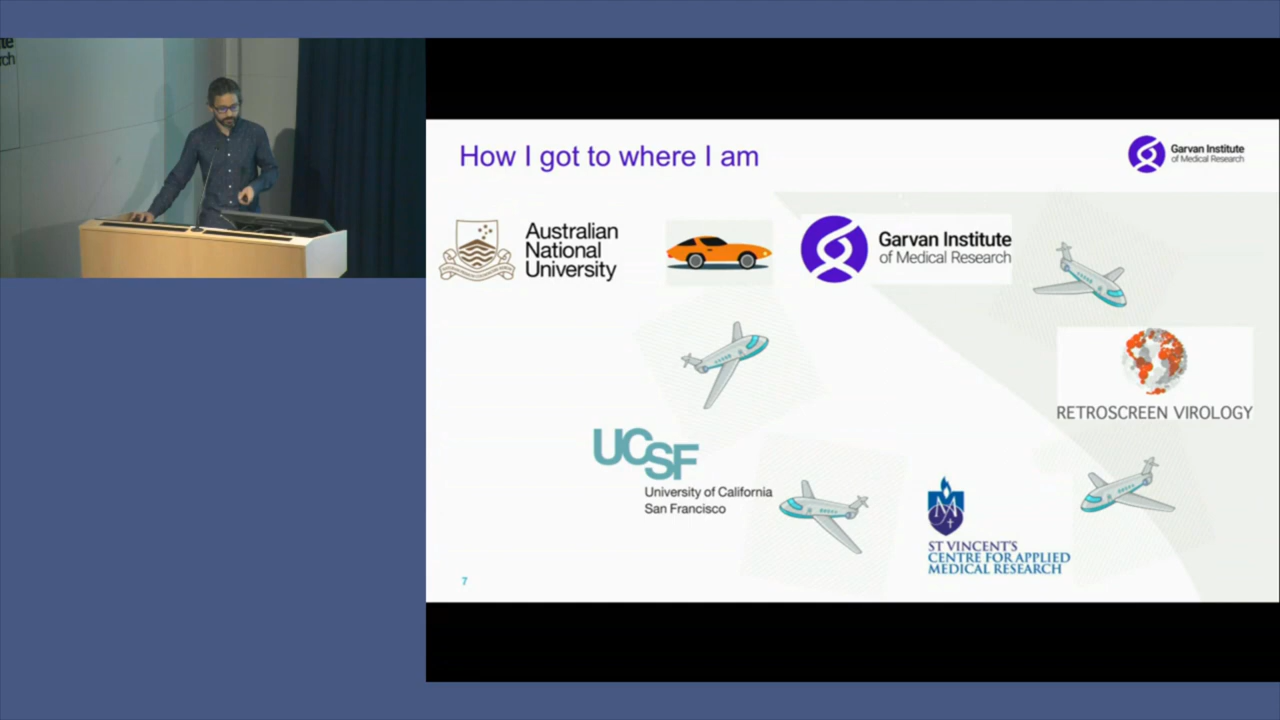 How I got to where I am
Garvan Institute
of Medical Research
Australian
National
University
Garvan Institute
of Medical Research
RETROSCREEN VIROLOGY
UCSF
University of California
San Francisco
ST VINCENT'S
CENTRE FOR APPLIED
MEDICAL RESEARCH
7